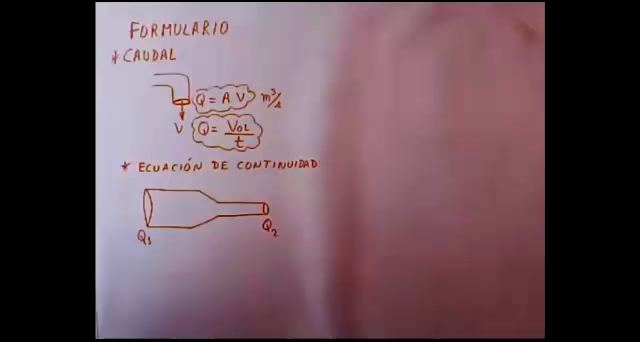 FORMULARIO
* CAUDAL
Q = A V m³/s
V Q = VOL/t
* ECUACIÓN DE CONTINUIDAD
Q₁ Q₂